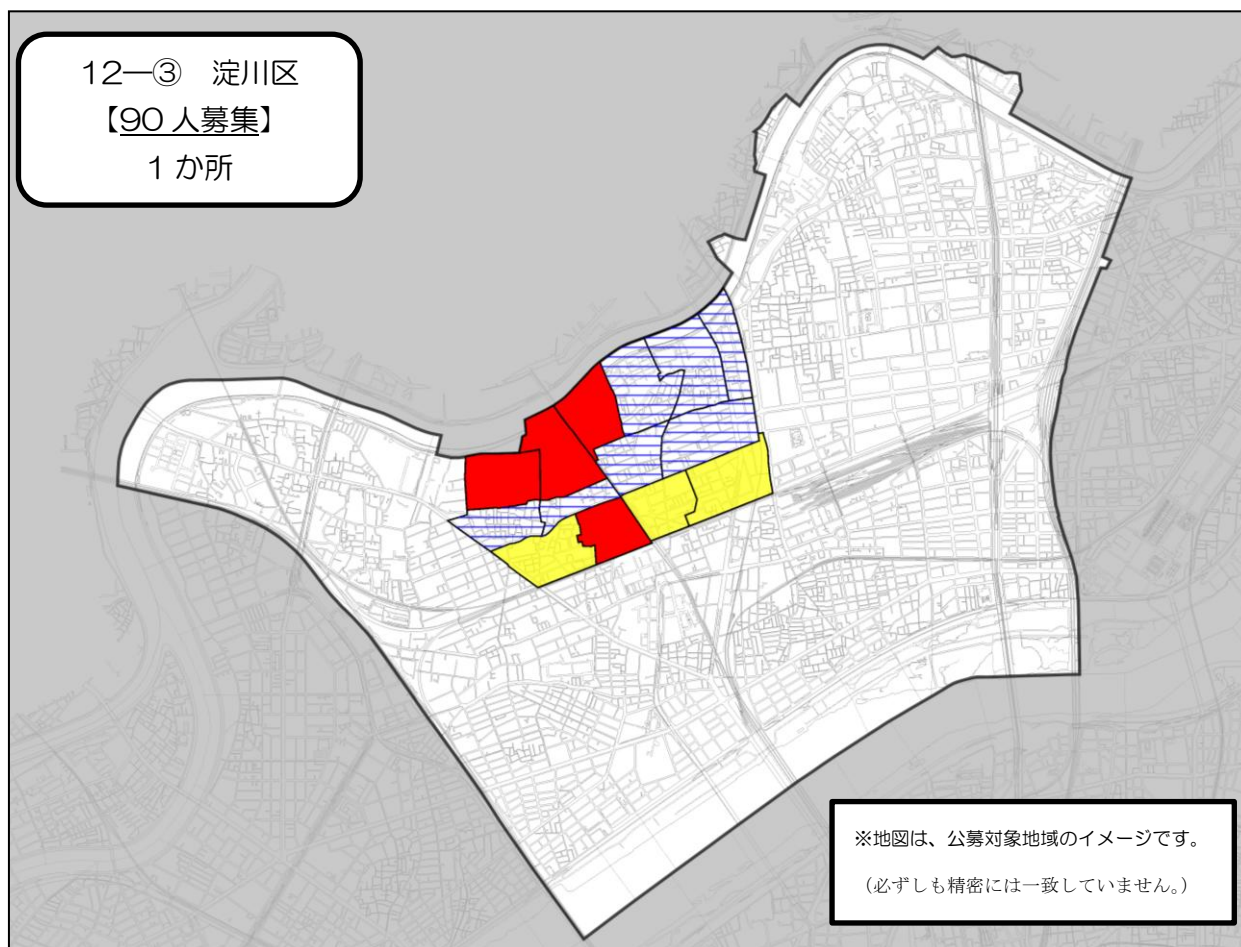 12―③　淀川区
【90 人募集】
1 か所
※地図は、公募対象地域のイメージです。
（必ずしも精密には一致していません。）